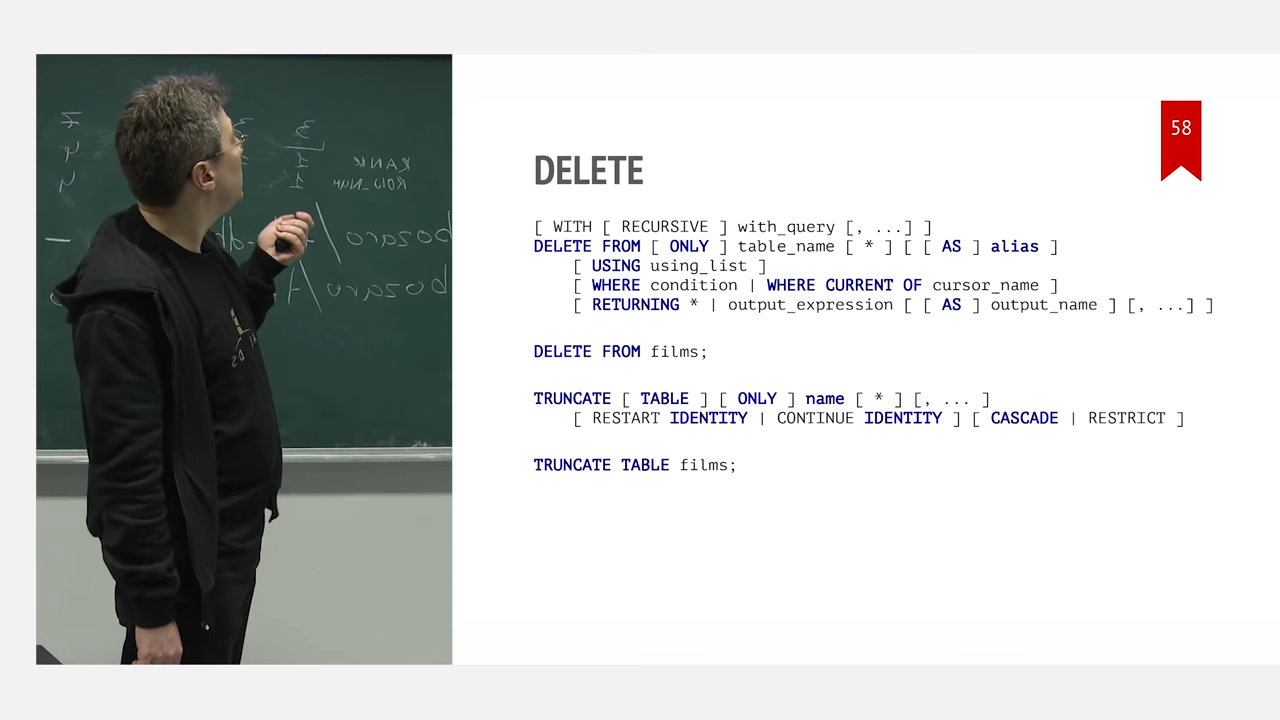 58
DELETE
[ WITH [ RECURSIVE ] with_query [, ...] ]
DELETE FROM [ ONLY ] table_name [ * ] [ [ AS ] alias ]
[ USING using_list ]
[ WHERE condition | WHERE CURRENT OF cursor_name ]
[ RETURNING * | output_expression [ [ AS ] output_name ] [, ...] ]
DELETE FROM films;
TRUNCATE [ TABLE ] [ ONLY ] name [ * ] [, ... ]
[ RESTART IDENTITY | CONTINUE IDENTITY ] [ CASCADE | RESTRICT ]
TRUNCATE TABLE films;
RANK
ROW_NUM